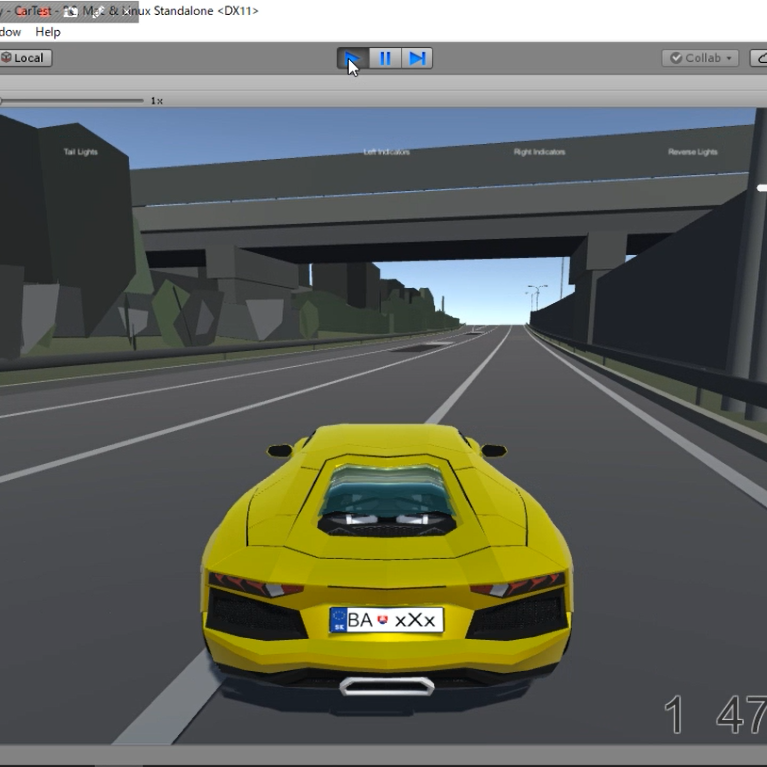 CarTest - PC, Mac & Linux Standalone <DX11>
dow Help
Local
Collab
1x
Tail Lights Left Indicators Right Indicators Reverse Lights
SK BA xXx
1 47